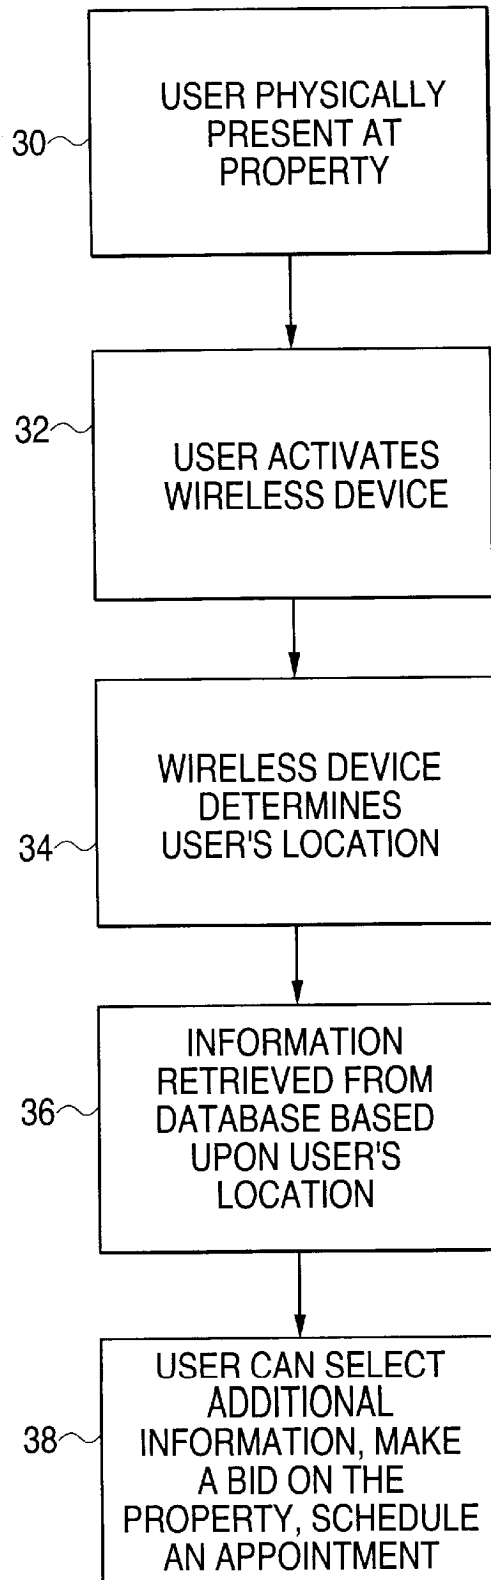 USER PHYSICALLY
PRESENT AT
PROPERTY
30
USER ACTIVATES
WIRELESS DEVICE
32
WIRELESS DEVICE
DETERMINES
USER'S LOCATION
34
INFORMATION
RETRIEVED FROM
DATABASE BASED
UPON USER'S
LOCATION
36
USER CAN SELECT
ADDITIONAL
INFORMATION, MAKE
A BID ON THE
PROPERTY, SCHEDULE
AN APPOINTMENT
38